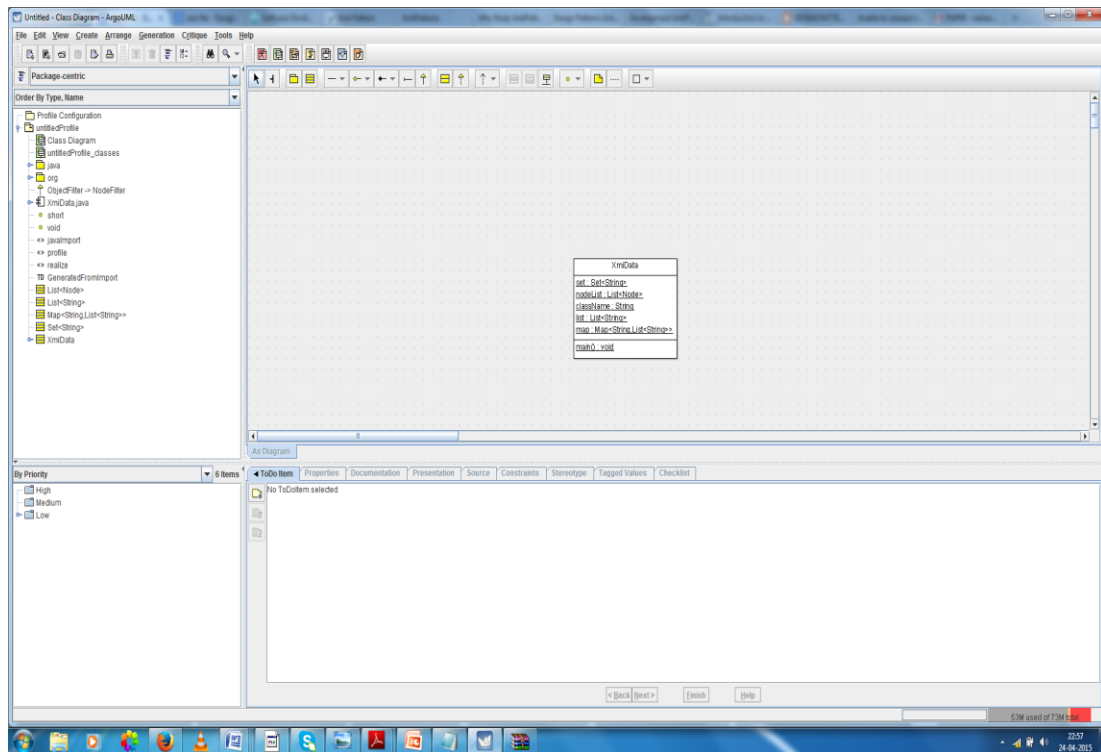 Untitled - Class Diagram - ArgoUML
File Edit View Create Arrange Generation Critique Tools Help
Package-centric
Order By Type, Name
Profile Configuration
untitledProfile
Class Diagram
untitledProfile_classes
java
org
ObjectFilter -> NodeFilter
XmiData.java
short
void
javaImport
profile
realize
TD GeneratedFromImport
List<Node>
List<String>
Map<String,List<String>>
Set<String>
XmiData
XmiData
set : Set<String>
nodeList : List<Node>
className : String
list : List<String>
map : Map<String,List<String>>
main() : void
As Diagram
By Priority
6 Items
High
Medium
Low
ToDo Item Properties Documentation Presentation Source Constraints Stereotype Tagged Values Checklist
No ToDoItem selected
< Back Next > Finish Help
53M used of 73M total
22:57
24-04-2015